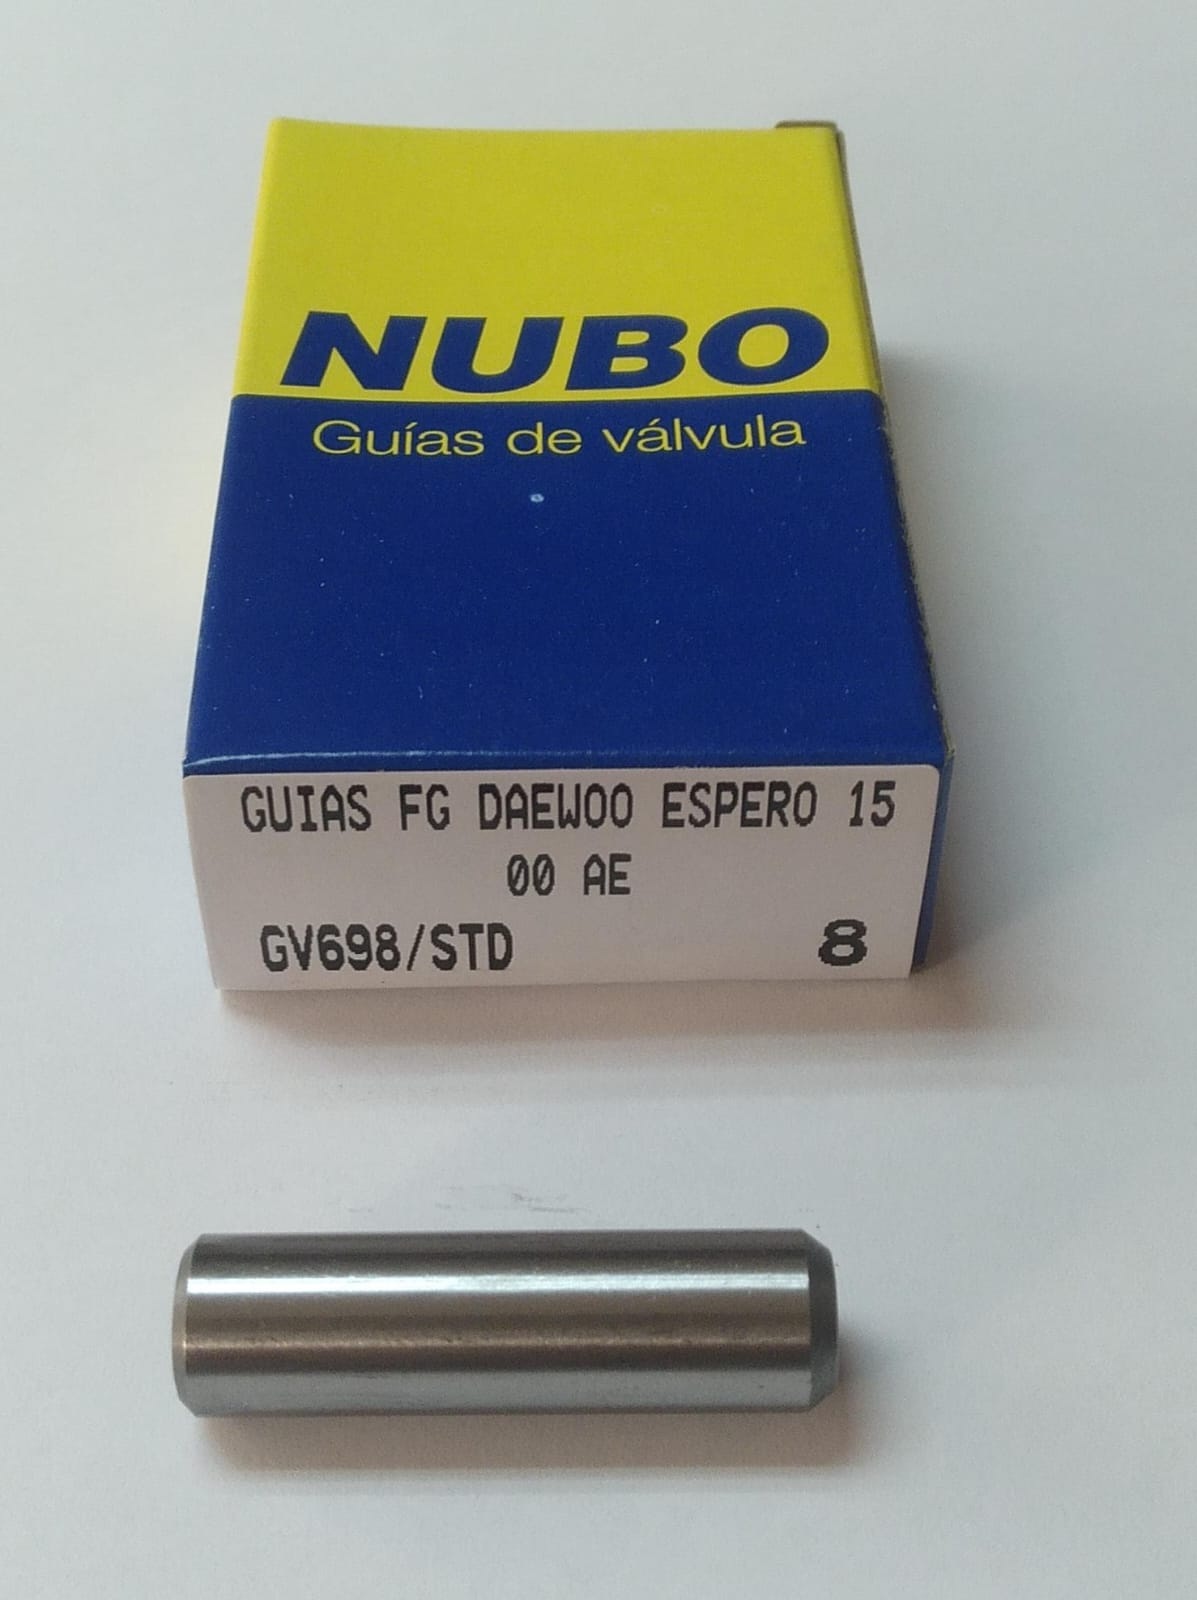 NUBO
Guías de válvula
GUIAS FG DAEWOO ESPERO 15
00 AE
GV698/STD 8